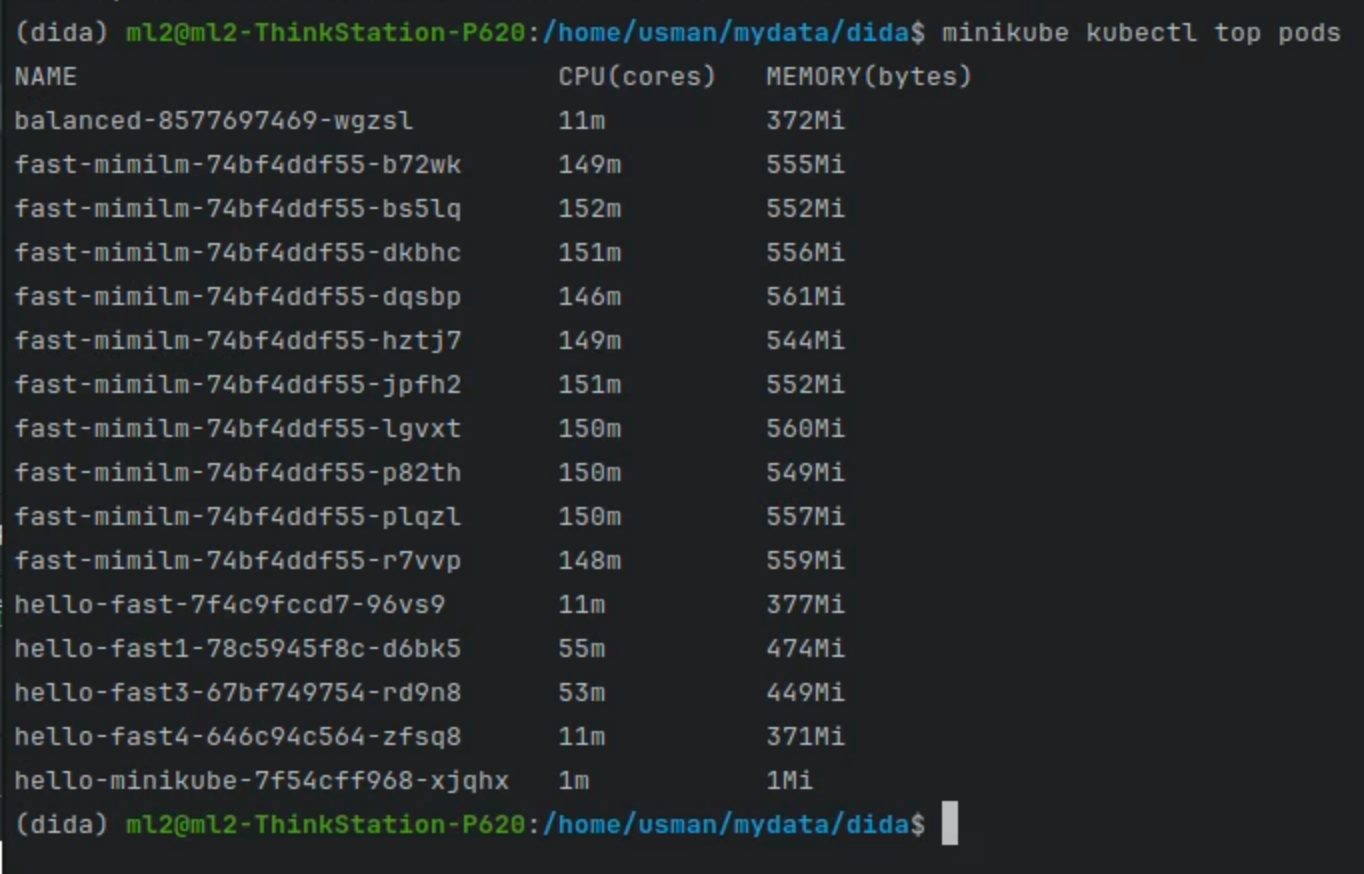 (dida) ml2@ml2-ThinkStation-P620:/home/usman/mydata/dida$ minikube kubectl top pods
NAME CPU(cores) MEMORY(bytes)
balanced-8577697469-wgzsl 11m 372Mi
fast-mimilm-74bf4ddf55-b72wk 149m 555Mi
fast-mimilm-74bf4ddf55-bs5lq 152m 552Mi
fast-mimilm-74bf4ddf55-dkbhc 151m 556Mi
fast-mimilm-74bf4ddf55-dqsbp 146m 561Mi
fast-mimilm-74bf4ddf55-hztj7 149m 544Mi
fast-mimilm-74bf4ddf55-jpfh2 151m 552Mi
fast-mimilm-74bf4ddf55-lgvxt 150m 560Mi
fast-mimilm-74bf4ddf55-p82th 150m 549Mi
fast-mimilm-74bf4ddf55-plqzl 150m 557Mi
fast-mimilm-74bf4ddf55-r7vvp 148m 559Mi
hello-fast-7f4c9fccd7-96vs9 11m 377Mi
hello-fast1-78c5945f8c-d6bk5 55m 474Mi
hello-fast3-67bf749754-rd9n8 53m 449Mi
hello-fast4-646c94c564-zfsq8 11m 371Mi
hello-minikube-7f54cff968-xjqhx 1m 1Mi
(dida) ml2@ml2-ThinkStation-P620:/home/usman/mydata/dida$